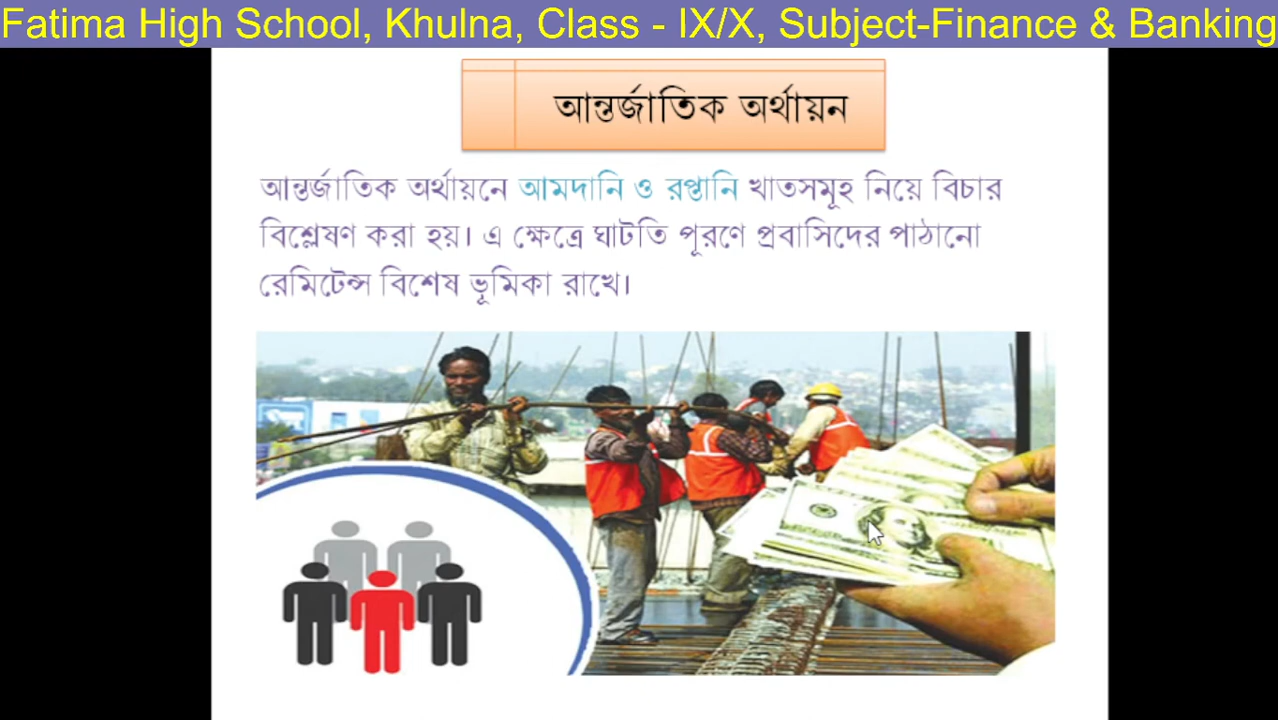 Fatima High School, Khulna, Class - IX/X, Subject-Finance & Banking
আন্তর্জাতিক অর্থায়ন
আন্তর্জাতিক অর্থায়নে আমদানি ও রপ্তানি খাতসমূহ নিয়ে বিচার
বিশ্লেষণ করা হয়। এ ক্ষেত্রে ঘাটতি পূরণে প্রবাসিদের পাঠানো
রেমিটেন্স বিশেষ ভূমিকা রাখে।